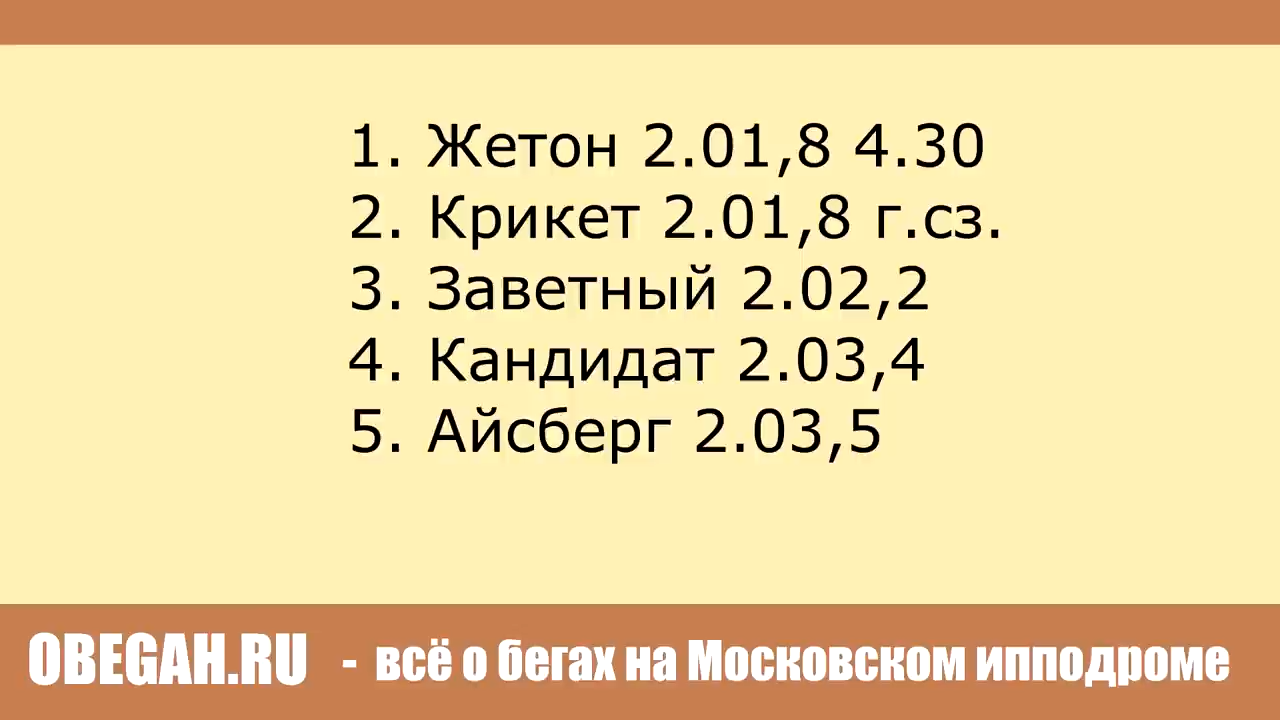 1. Жетон 2.01,8 4.30
2. Крикет 2.01,8 г.сз.
3. Заветный 2.02,2
4. Кандидат 2.03,4
5. Айсберг 2.03,5
OBEGAH.RU - всё о бегах на Московском ипподроме